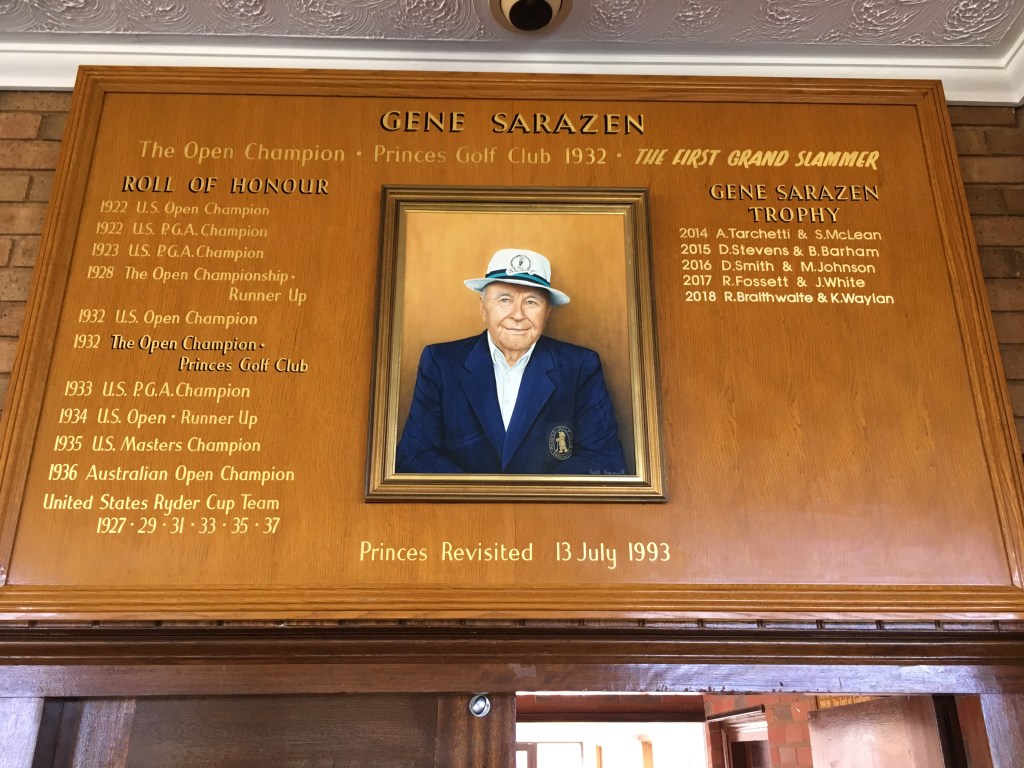 GENE SARAZEN
The Open Champion · Princes Golf Club 1932 · THE FIRST GRAND SLAMMER
ROLL OF HONOUR
1922 U.S. Open Champion
1922 U.S. P.G.A. Champion
1923 U.S. P.G.A. Champion
1928 The Open Championship ·
Runner Up
1932 U.S. Open Champion
1932 The Open Champion ·
Princes Golf Club
1933 U.S. P.G.A. Champion
1934 U.S. Open · Runner Up
1935 U.S. Masters Champion
1936 Australian Open Champion
United States Ryder Cup Team
1927 · 29 · 31 · 33 · 35 · 37
GENE SARAZEN
TROPHY
2014 A.Tarchetti & S.McLean
2015 D.Stevens & B.Barham
2016 D.Smith & M.Johnson
2017 R.Fossett & J.White
2018 R.Braithwaite & K.Waylan
Princes Revisited 13 July 1993